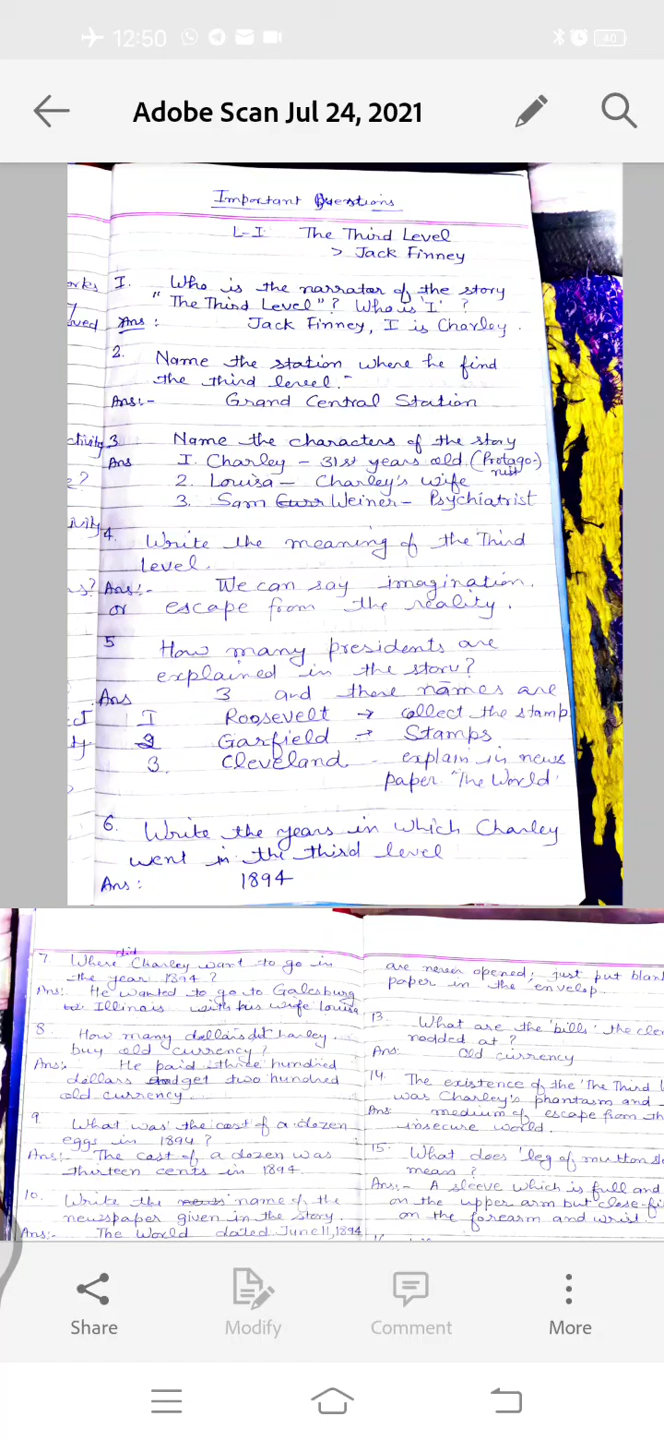 12:50
40
Adobe Scan Jul 24, 2021
Important Questions
L-I The Third Level
> Jack Finney
I. Who is the narrator of the story
"The Third Level"? Who is 'I' ?
Ans : Jack Finney, I is Charley.
2. Name the station where he find
the third level.
Ans:- Grand Central Station
3 Name the characters of the story
Ans I. Charley - 31st years old (Protago-
nist)
2. Louisa - Charley's wife
3. Sam Weiner - Psychiatrist
4. Write the meaning of the Third
Level.
Ans:- We can say imagination.
or escape from the reality.
5 How many presidents are
explained in the story?
Ans 3 and there names are
I Roosevelt → collect the stamp
2 Garfield → Stamps
3. Cleveland - explain in news
paper "The World'
6. Write the years in which Charley
went in the third level
Ans : 1894
7 Where did Charley want to go in
the year 1894 ?
Ans: He wanted to go to Galesburg
Illinois with his wife Louisa
8. How many dollars did Charley
buy old currency?
Ans:- He paid three hundred
dollars get two hundred
old currency.
9. What was the cost of a dozen
eggs in 1894 ?
Ans:- The cost of a dozen was
thirteen cents in 1894.
10. Write the name of the
newspaper given in the story.
Ans:- The World dated June 11, 1894
are never opened; just put blan
paper in the envelop.
13. What are the 'bills' the cle
nodded at ?
Ans: Old currency
14. The existence of the 'The Third
was Charley's phantasm and
Ans medium of escape from th
insecure world.
15. What does 'leg of mutton sl
mean ?
Ans:- A sleeve which is full and
on the upper arm but close-fi
on the forearm and wrist.
Share
Modify
Comment
More